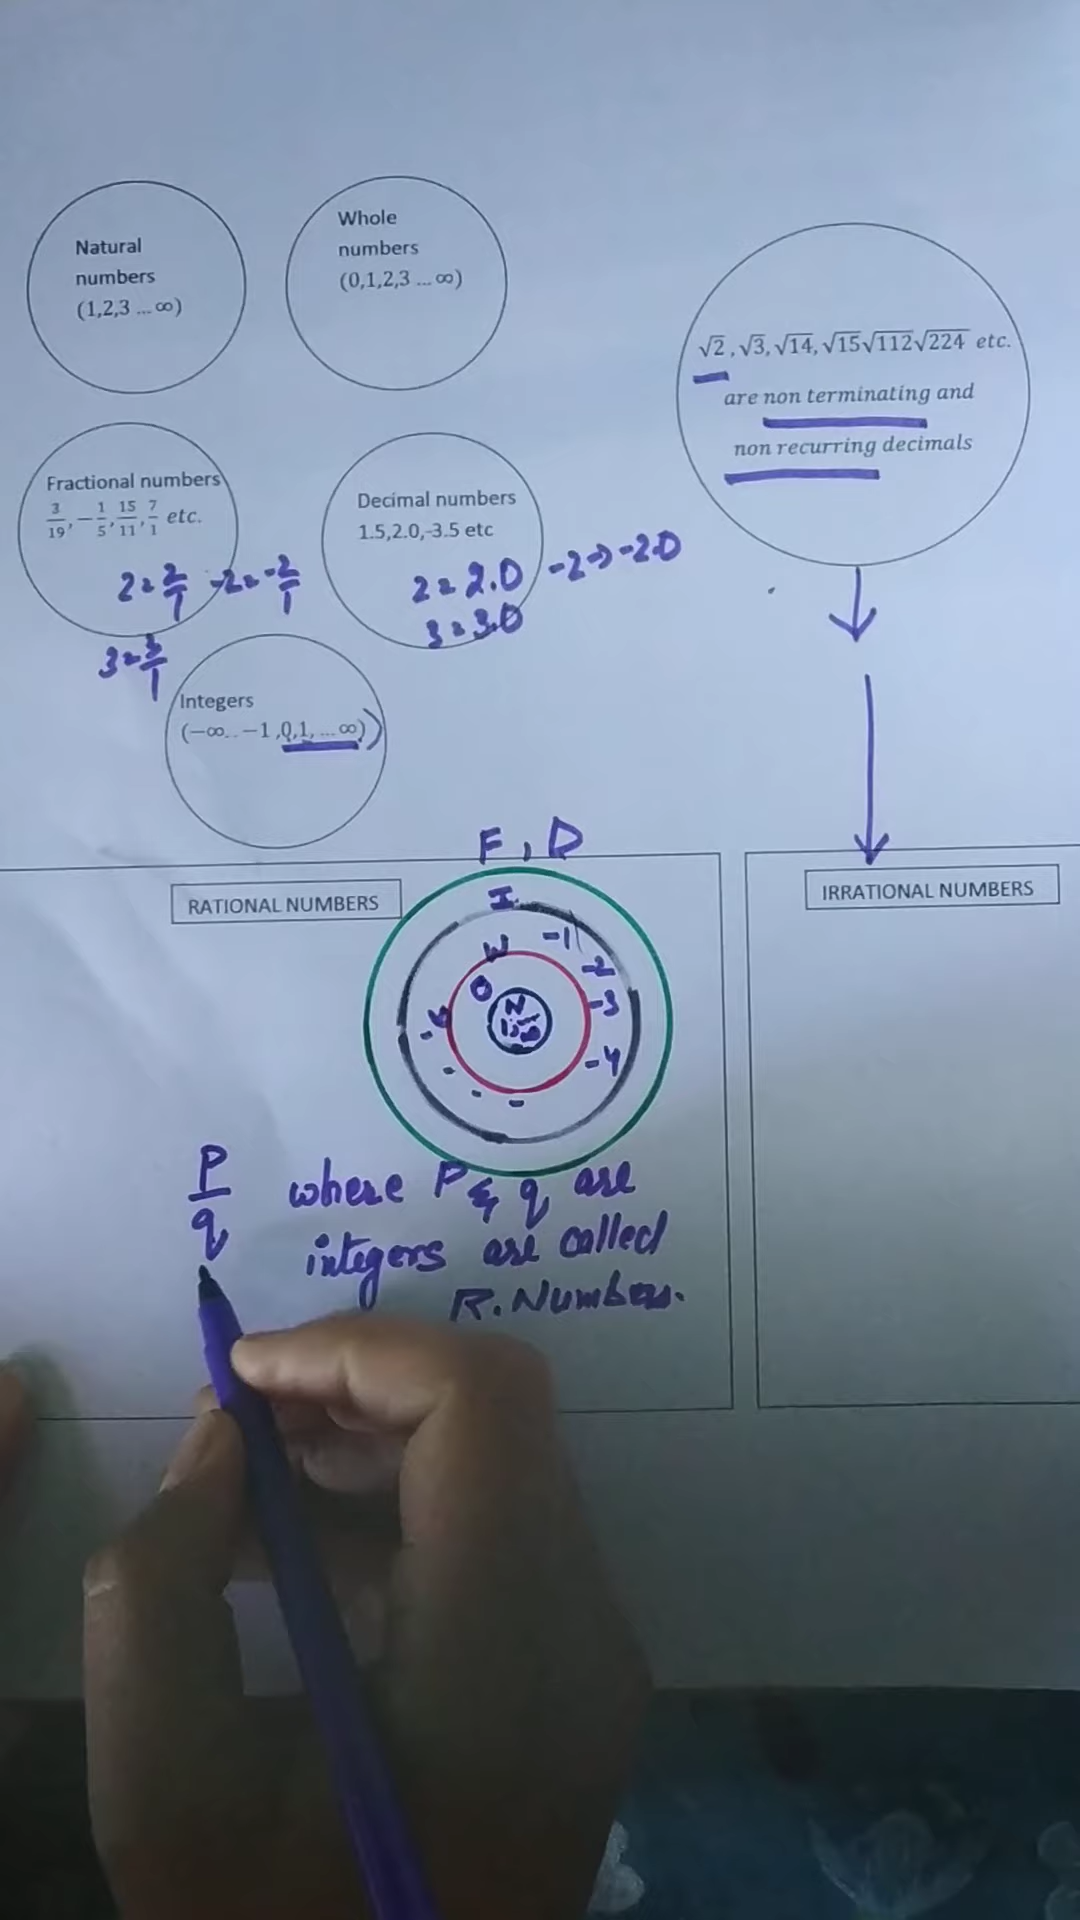 Natural
numbers
(1,2,3 ... ∞)
Whole
numbers
(0,1,2,3 ... ∞)
√2, √3, √14, √15√112√224 etc.
are non terminating and
non recurring decimals
Fractional numbers
3/19, -1/5, 15/11, 7/1 etc.
2=2/1 -2=-2/1
3=3/1
Decimal numbers
1.5,2.0,-3.5 etc
2=2.0 -2→-2.0
3=3.0
Integers
(-∞.. -1 ,0,1, ... ∞))
F, D
RATIONAL NUMBERS
IRRATIONAL NUMBERS
I
W -1
-2
0 N -3
-4
P/q where P & q are
integers are called
R. Numbers.